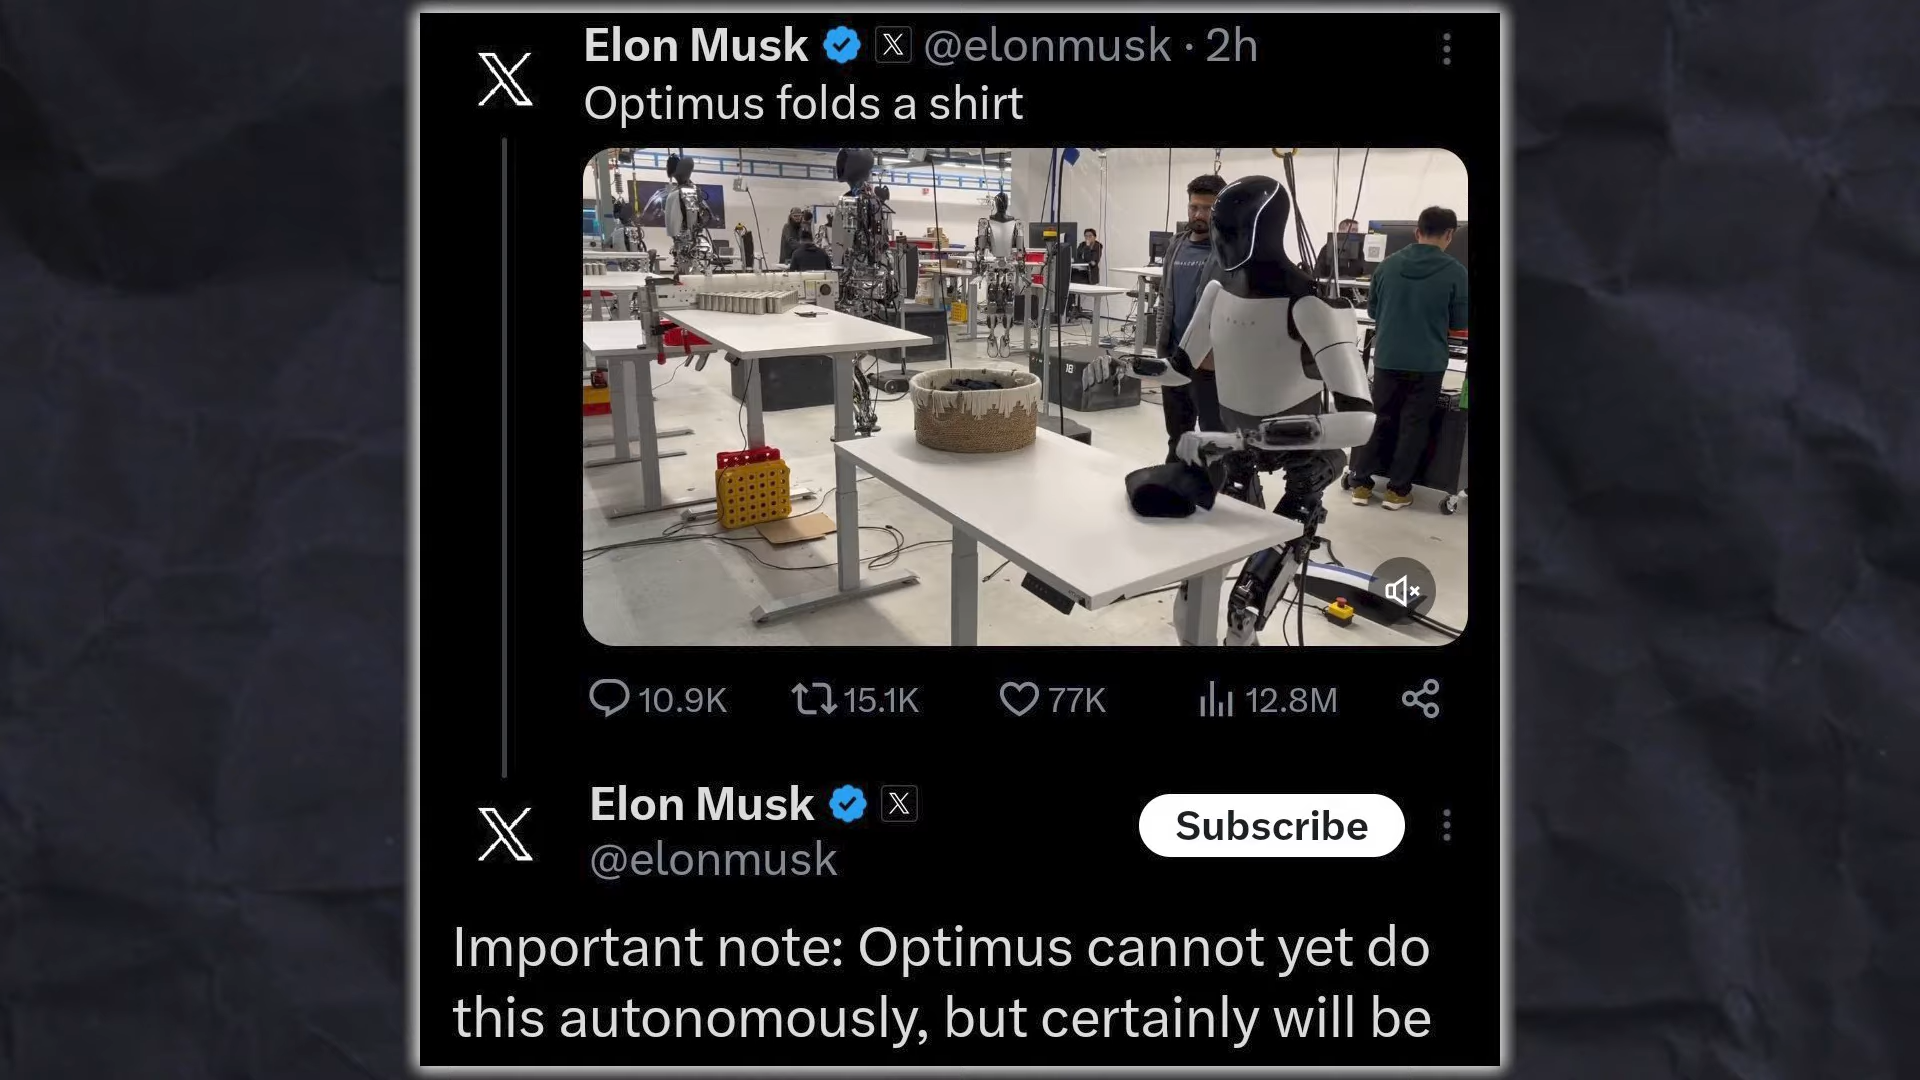 Elon Musk @elonmusk · 2h
Optimus folds a shirt
18
10.9K 15.1K 77K 12.8M
Elon Musk
@elonmusk
Subscribe
Important note: Optimus cannot yet do
this autonomously, but certainly will be